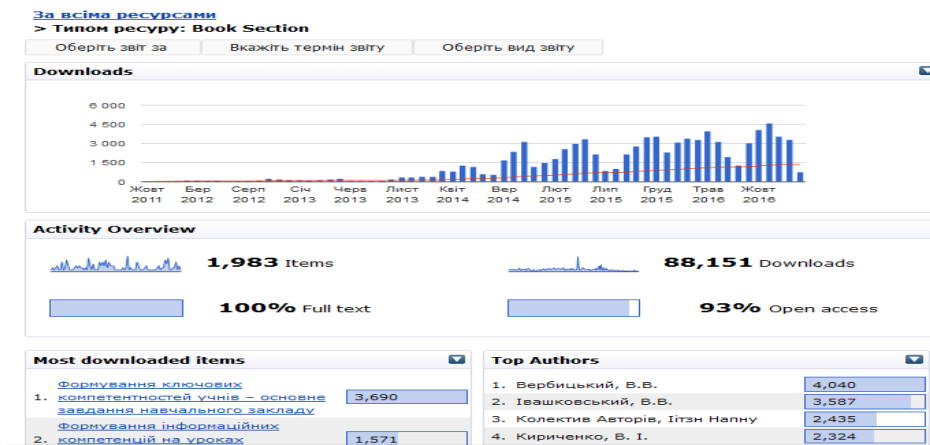 За всіма ресурсами
> Типом ресурсу: Book Section
Оберіть звіт за Вкажіть термін звіту Оберіть вид звіту
Downloads
6 000
4 500
3 000
1 500
0
Жовт 2011
Бер 2012
Серп 2012
Січ 2013
Черв 2013
Лист 2013
Квіт 2014
Вер 2014
Лют 2015
Лип 2015
Груд 2015
Трав 2016
Жовт 2016
Activity Overview
1,983 Items
88,151 Downloads
100% Full text
93% Open access
Most downloaded items
1. Формування ключових
компетентностей учнів – основне
завдання навчального закладу
3,690
2. Формування інформаційних
компетенцій на уроках
1,571
Top Authors
1. Вербицький, В.В. 4,040
2. Івашковський, В.В. 3,587
3. Колектив Авторів, Іітзн Напну 2,435
4. Кириченко, В. І. 2,324